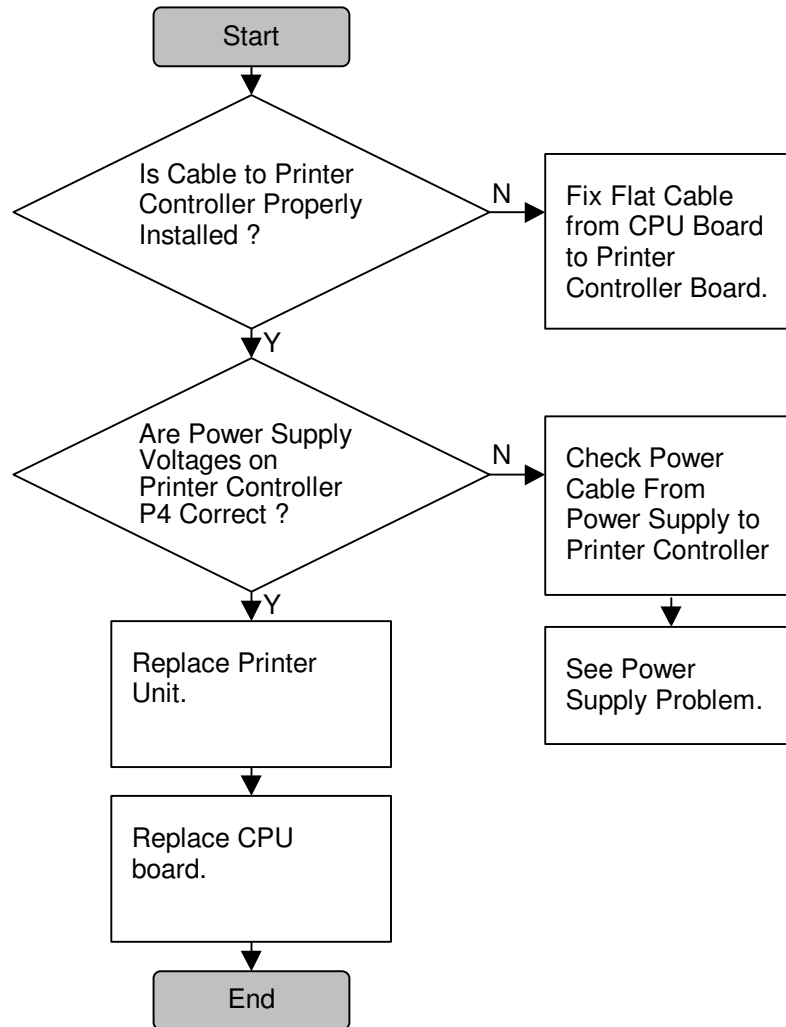 Start
Is Cable to Printer
Controller Properly
Installed ?
N
Fix Flat Cable
from CPU Board
to Printer
Controller Board.
Y
Are Power Supply
Voltages on
Printer Controller
P4 Correct ?
N
Check Power
Cable From
Power Supply to
Printer Controller
Y
See Power
Supply Problem.
Replace Printer
Unit.
Replace CPU
board.
End